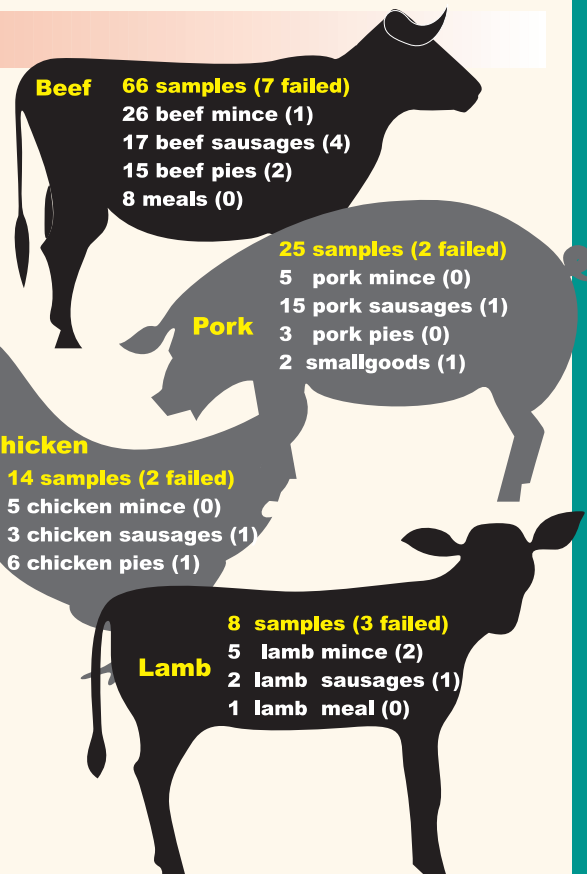 Beef
66 samples (7 failed)
26 beef mince (1)
17 beef sausages (4)
15 beef pies (2)
8 meals (0)
Pork
25 samples (2 failed)
5 pork mince (0)
15 pork sausages (1)
3 pork pies (0)
2 smallgoods (1)
hicken
14 samples (2 failed)
5 chicken mince (0)
3 chicken sausages (1)
6 chicken pies (1)
Lamb
8 samples (3 failed)
5 lamb mince (2)
2 lamb sausages (1)
1 lamb meal (0)